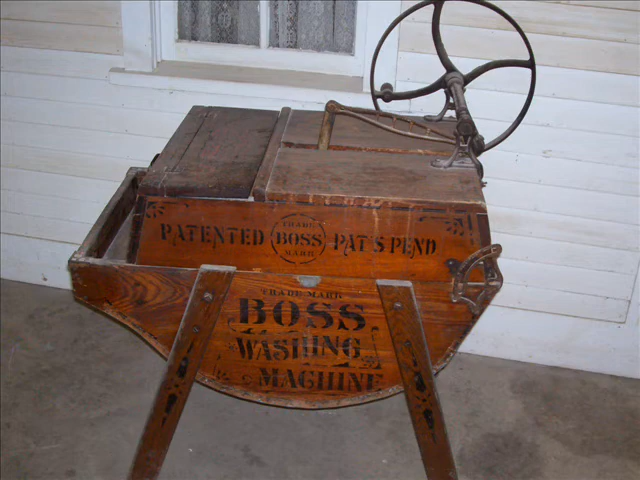 PATENTED TRADE BOSS MARK PAT'S PEND
TRADE MARK
BOSS
WASHING
MACHINE